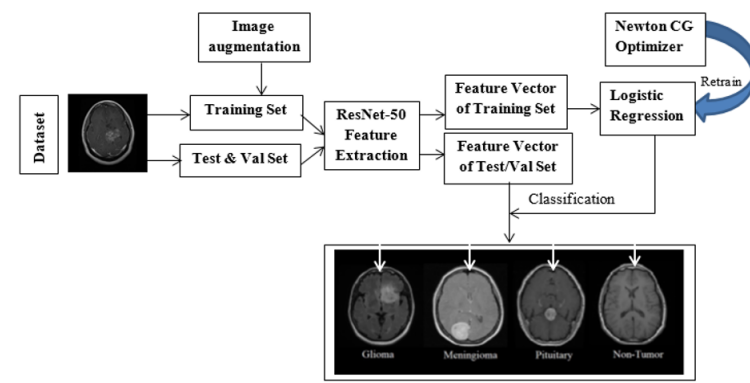 Image
augmentation
Newton CG
Optimizer
Retrain
Dataset
Training Set
Test & Val Set
ResNet-50
Feature
Extraction
Feature Vector
of Training Set
Feature Vector
of Test/Val Set
Logistic
Regression
Classification
Glioma
Meningioma
Pituitary
Non-Tumor